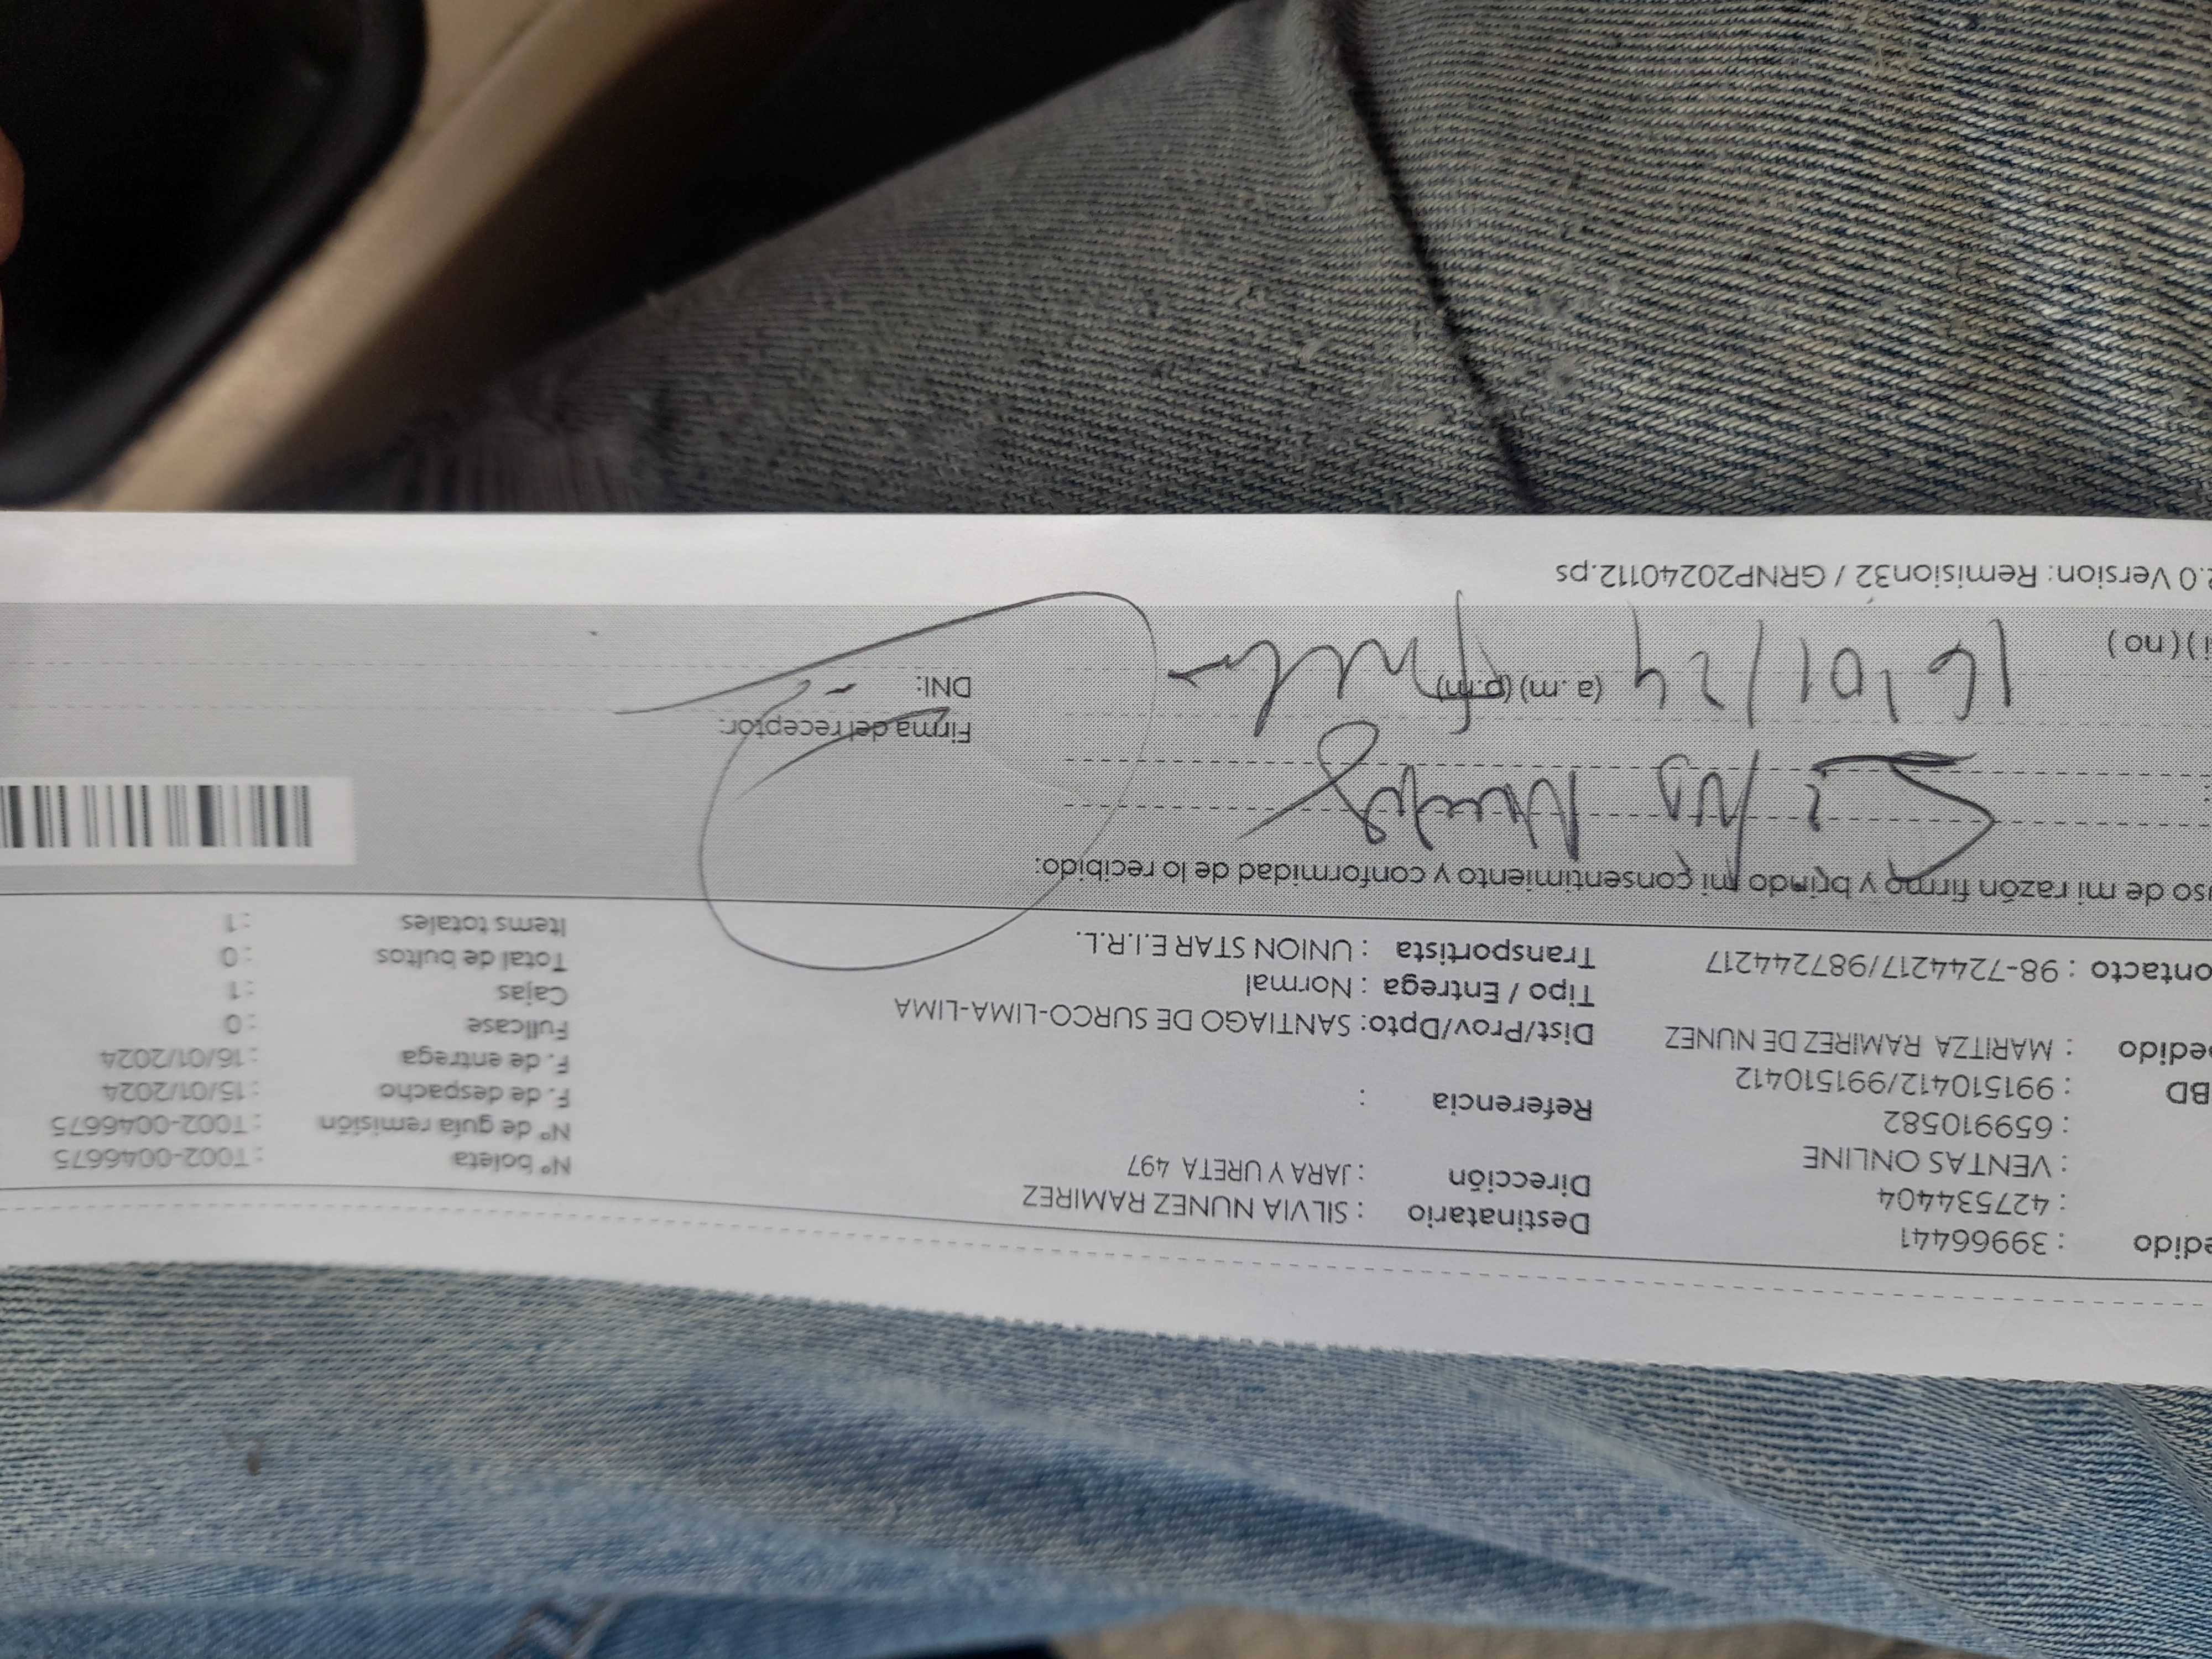 edido : 39966441
: 427534404
: VENTAS ONLINE
: 659910582
BD : 991510412/991510412
edido : MARITZA RAMIREZ DE NUNEZ
ontacto : 98-7244217/987244217
Destinatario : SILVIA NUNEZ RAMIREZ
Dirección : JARA Y URETA 497
Referencia :
Dist/Prov/Dpto: SANTIAGO DE SURCO-LIMA-LIMA
Tipo / Entrega : Normal
Transportista : UNION STAR E.I.R.L.
Nº boleta : T002-0046675
Nº de guía remisión : T002-0046675
F. de despacho : 15/01/2024
F. de entrega : 16/01/2024
Fullcase : 0
Cajas : 1
Total de bultos : 0
Items totales : 1
uso de mi razón firmo y brindo mi consentimiento y conformidad de lo recibido:
16/01/24 (a.m)(p.m)
i)(no)
Firma del receptor:
DNI:
2.0 Version: Remision32 / GRNP20240112.ps